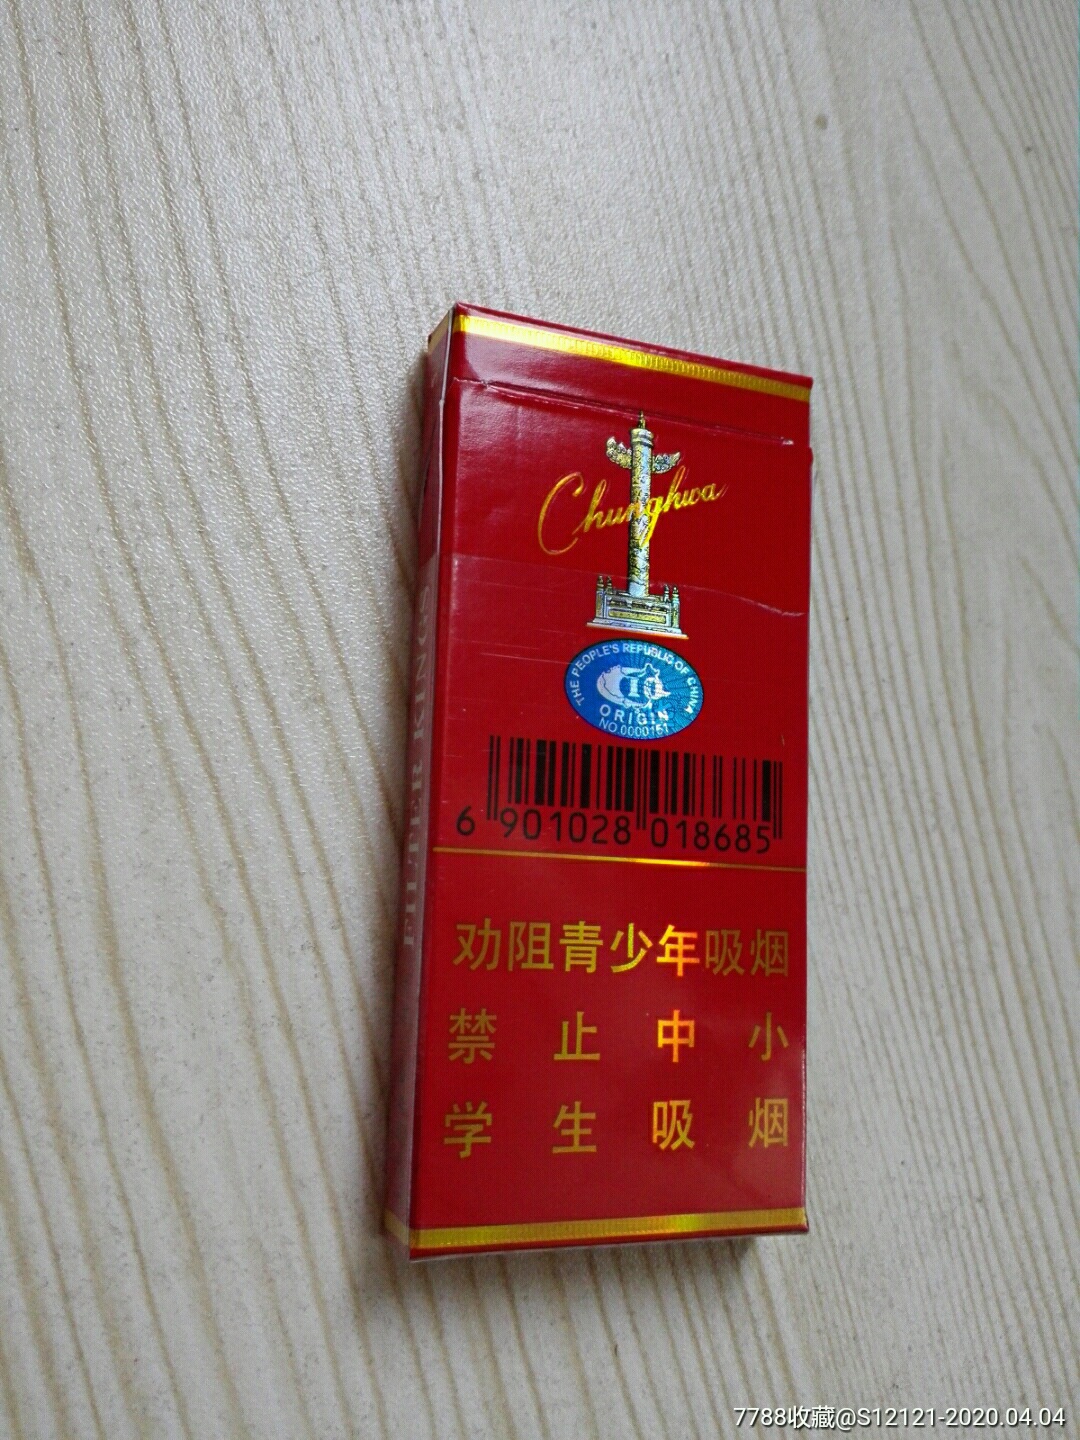 Chunghwa
THE PEOPLE'S REPUBLIC OF CHINA
ORIGIN
NO.0000151
6 901028 018685
劝阻青少年吸烟
禁止中小
学生吸烟
FILTER KINGS
7788收藏@S12121-2020.04.04